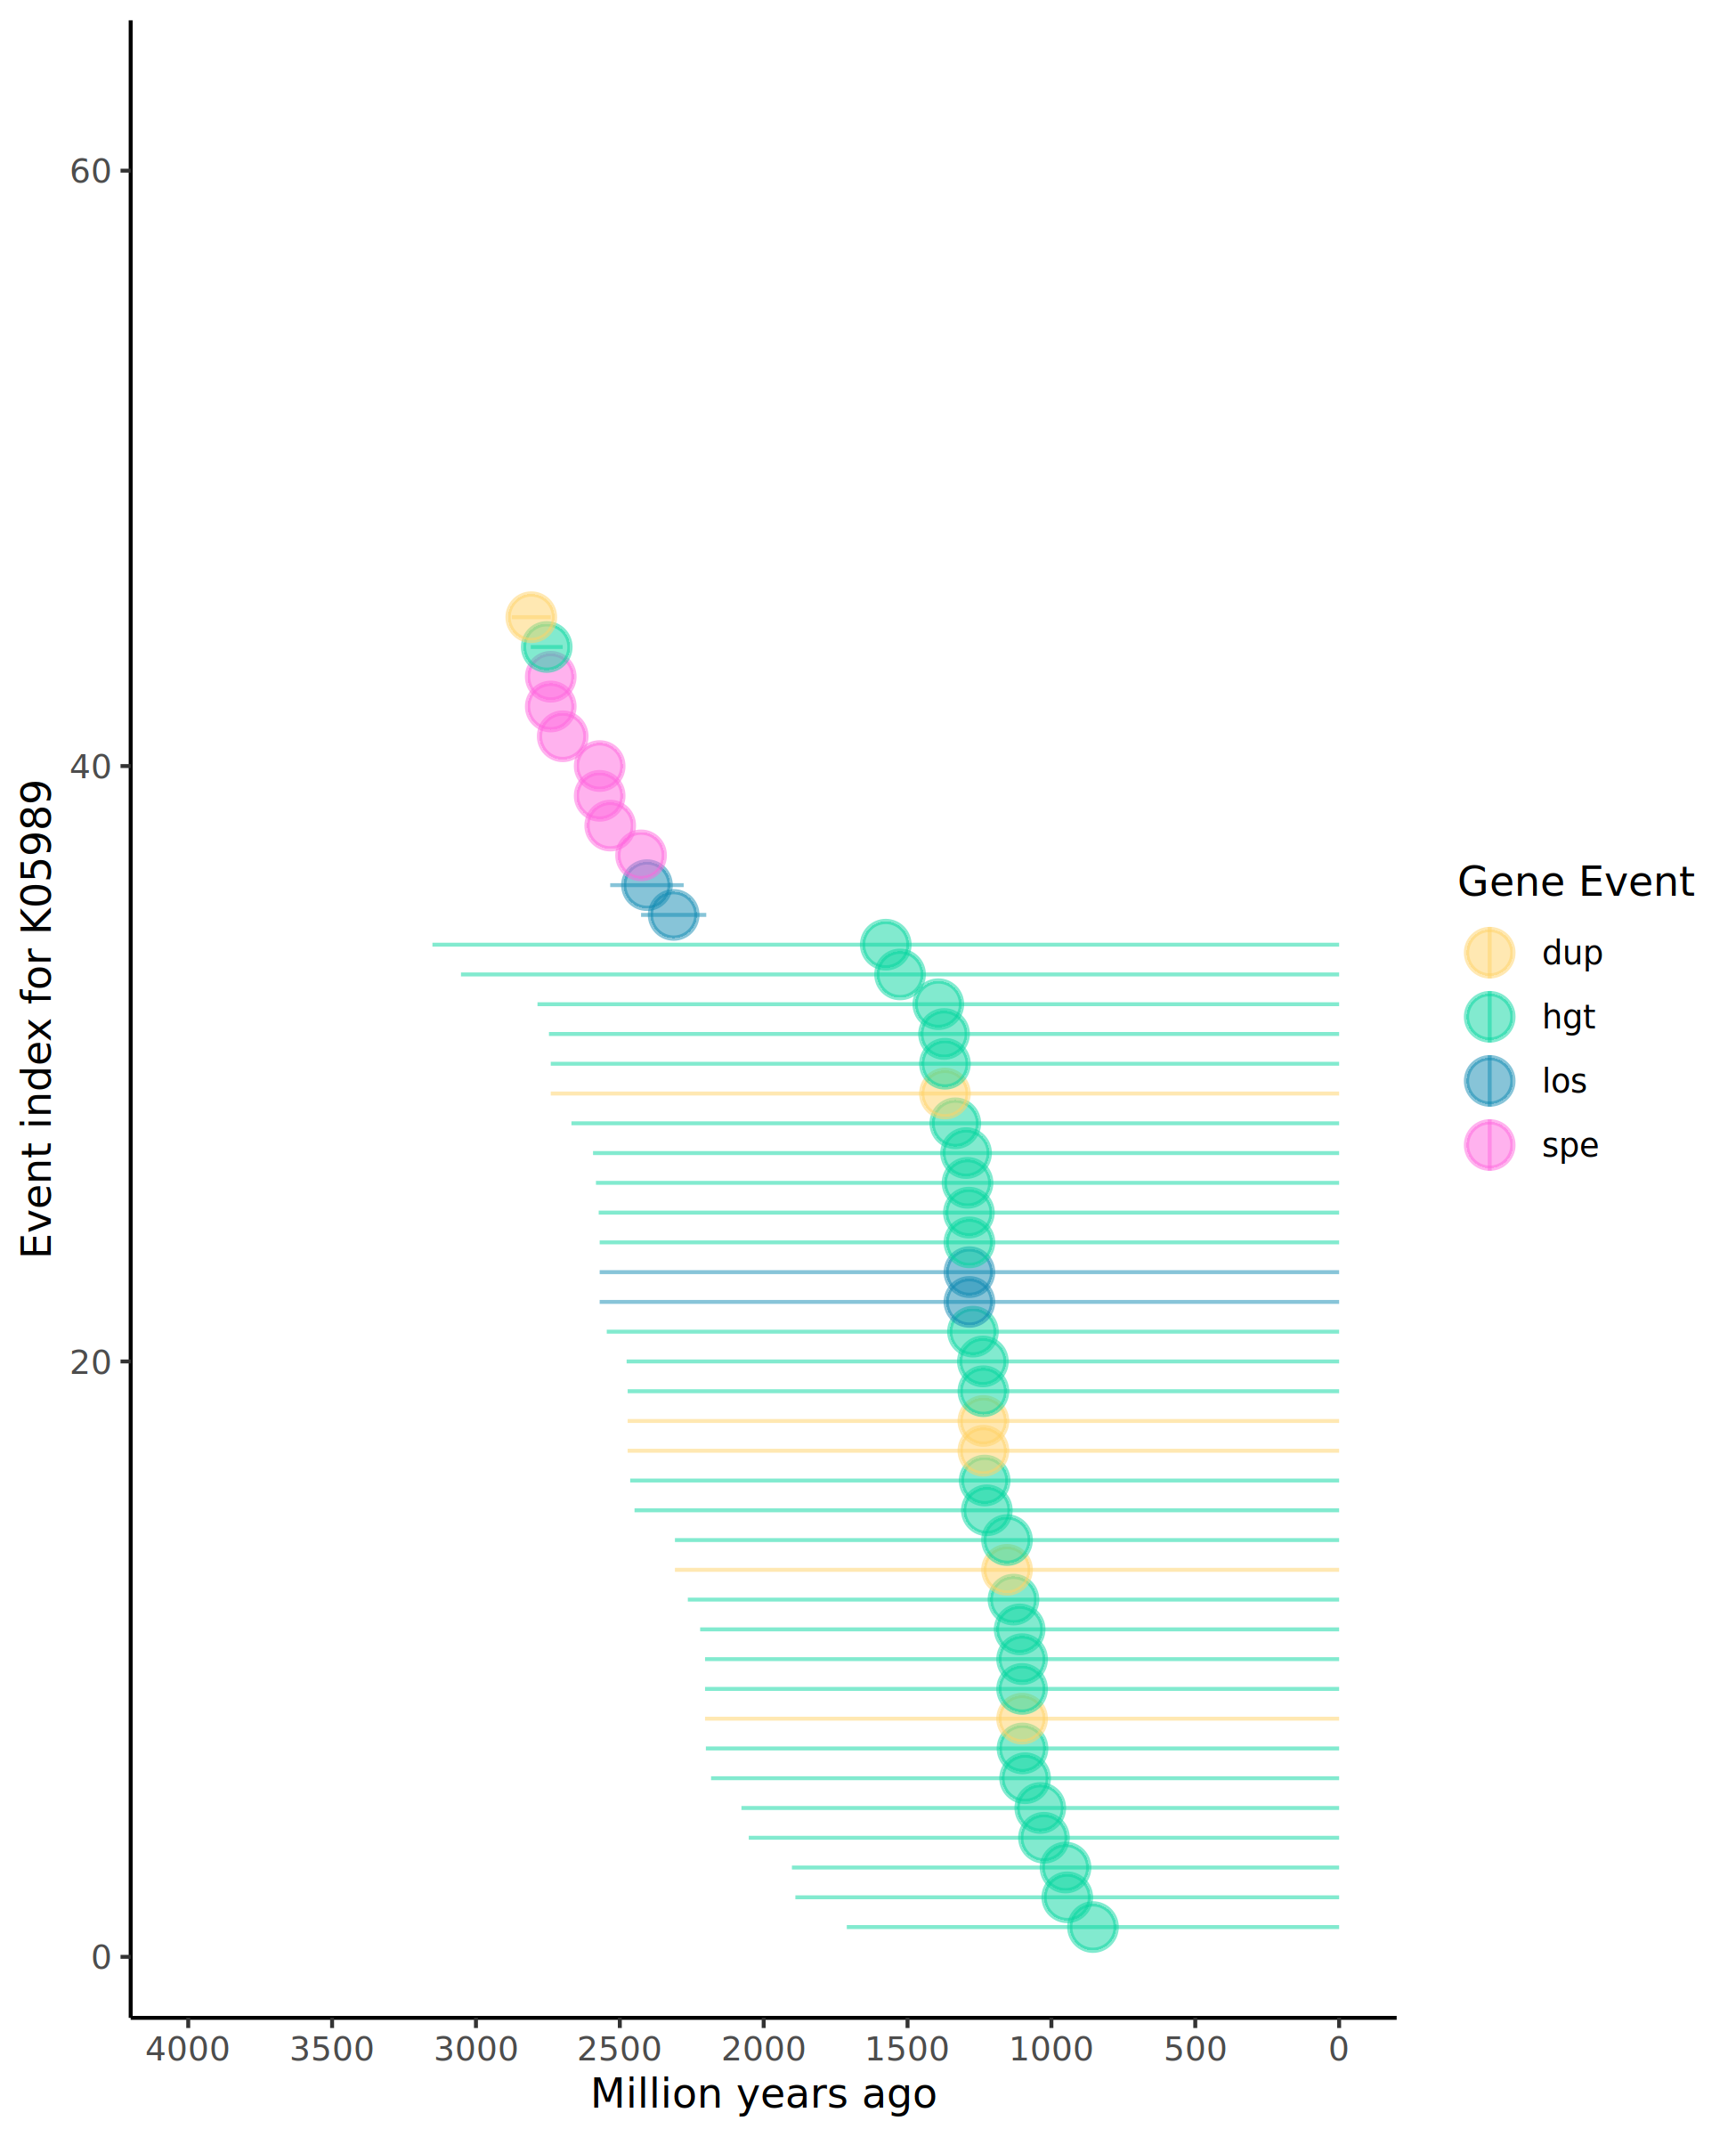 60
40
20
0
Event index for K05989
4000 3500 3000 2500 2000 1500 1000 500 0
Million years ago
Gene Event
dup
hgt
los
spe